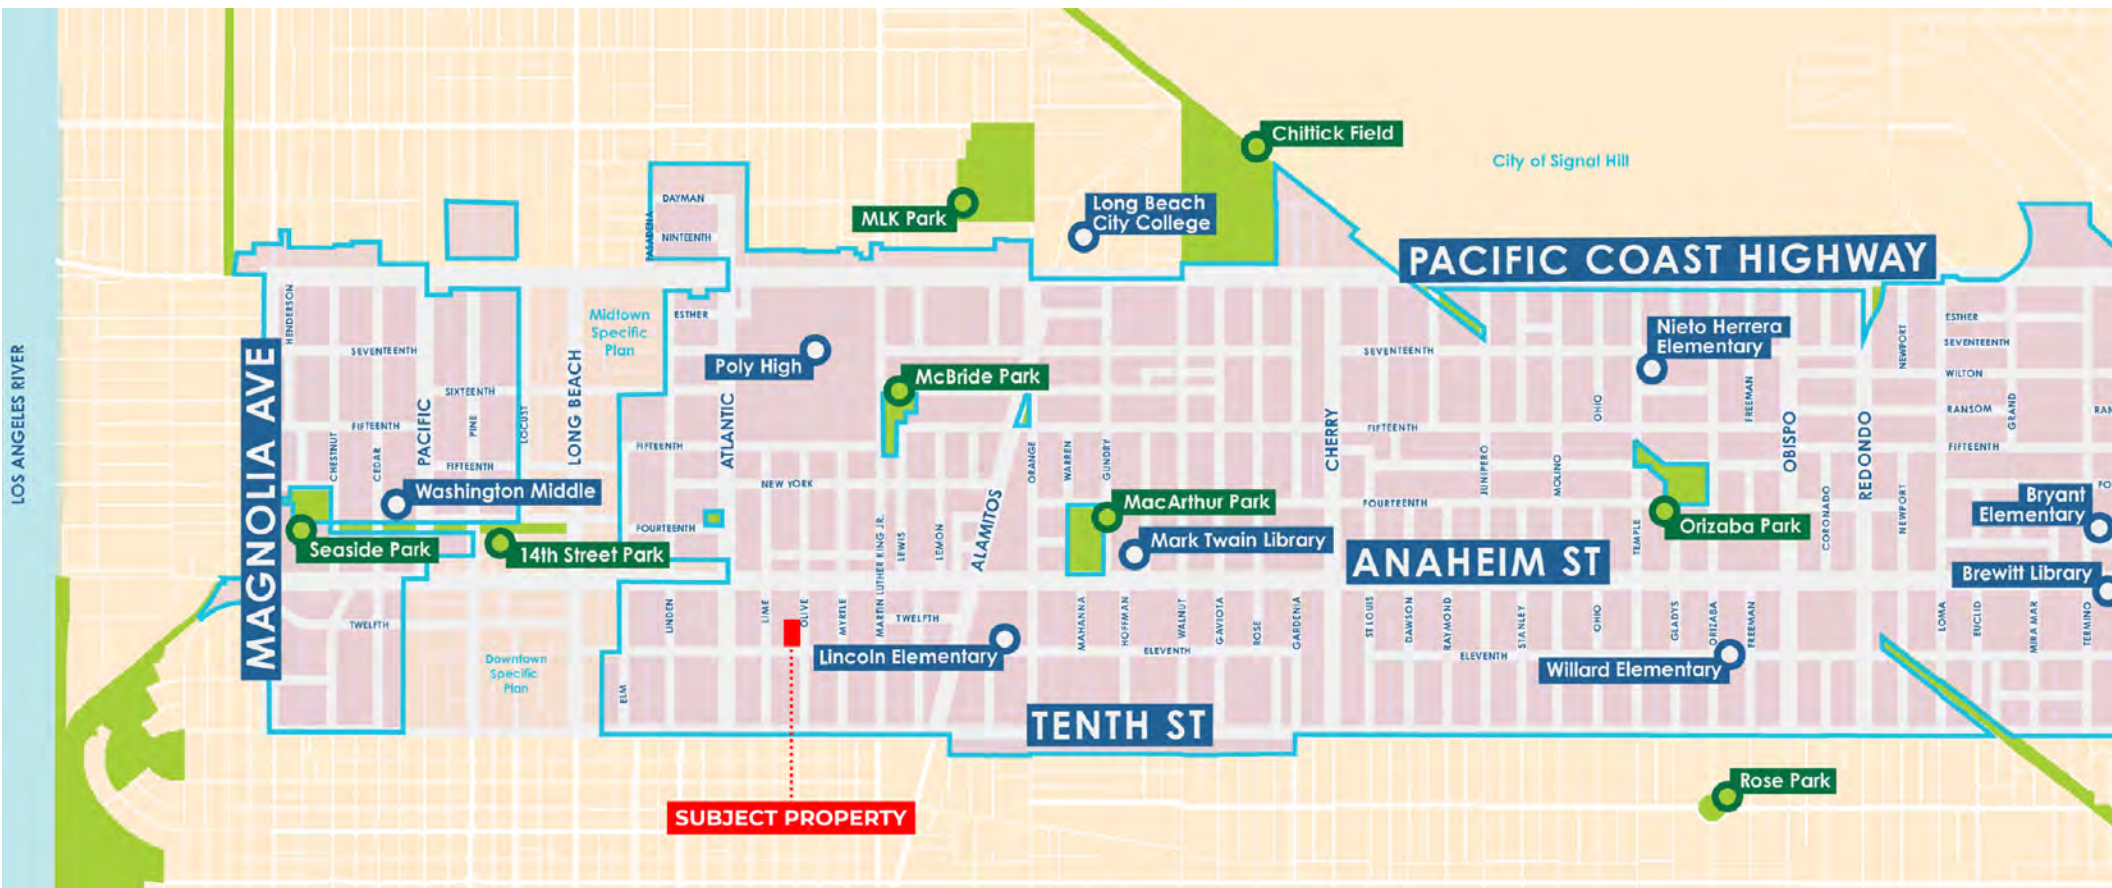 Chittick Field
City of Signal Hill
MLK Park
Long Beach
City College
DAYMAN
NINTEENTH
PASADENA
PACIFIC COAST HIGHWAY
HENDERSON
Midtown
Specific
Plan
ESTHER
ESTHER
Nieto Herrera
Elementary
NEWPORT
SEVENTEENTH
SEVENTEENTH
SEVENTEENTH
WILTON
Poly High
McBride Park
MAGNOLIA AVE
LOS ANGELES RIVER
SIXTEENTH
PACIFIC
PINE
LOCUST
LONG BEACH
ATLANTIC
CHERRY
OHIO
FREEMAN
OBISPO
REDONDO
RANSOM
GRAND
RAN
FIFTEENTH
CHESTNUT
CEDAR
FIFTEENTH
FIFTEENTH
FIFTEENTH
FIFTEENTH
ORANGE
WARREN
GUNDRY
JUNIPERO
MOLINO
NEW YORK
Washington Middle
ALAMITOS
MacArthur Park
FOURTEENTH
FOURTEENTH
CORONADO
NEWPORT
FO
Bryant
Elementary
Orizaba Park
TEMPLE
Seaside Park
14th Street Park
MARTIN LUTHER KING JR.
LEWIS
LEMON
Mark Twain Library
ANAHEIM ST
Brewitt Library
TWELFTH
LINDEN
LIME
OLIVE
MYRTLE
TWELFTH
MAHANNA
HOFFMAN
WALNUT
GAVIOTA
ROSE
GARDENIA
ST LOUIS
DAWSON
RAYMOND
STANLEY
OHIO
GLADYS
ORIZABA
FREEMAN
LOMA
EUCLID
MIRA MAR
TERMINO
Downtown
Specific
Plan
Lincoln Elementary
ELEVENTH
ELEVENTH
Willard Elementary
ELM
TENTH ST
Rose Park
SUBJECT PROPERTY